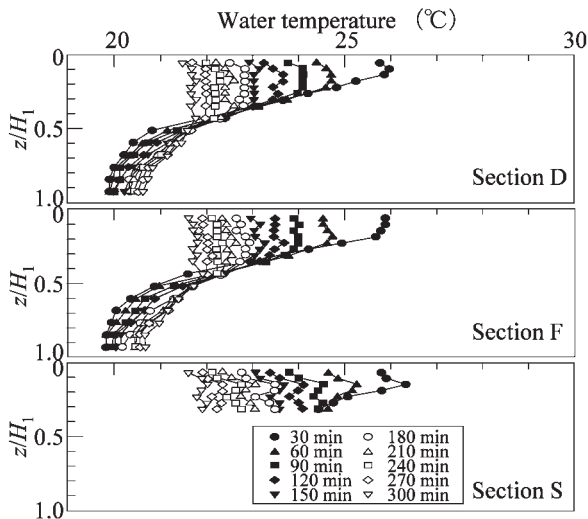 Water temperature (℃)
20 25 30
0
0.5
1.0
z/H1
Section D
0
0.5
1.0
z/H1
Section F
0
0.5
1.0
z/H1
30 min 180 min
60 min 210 min
90 min 240 min
120 min 270 min
150 min 300 min
Section S